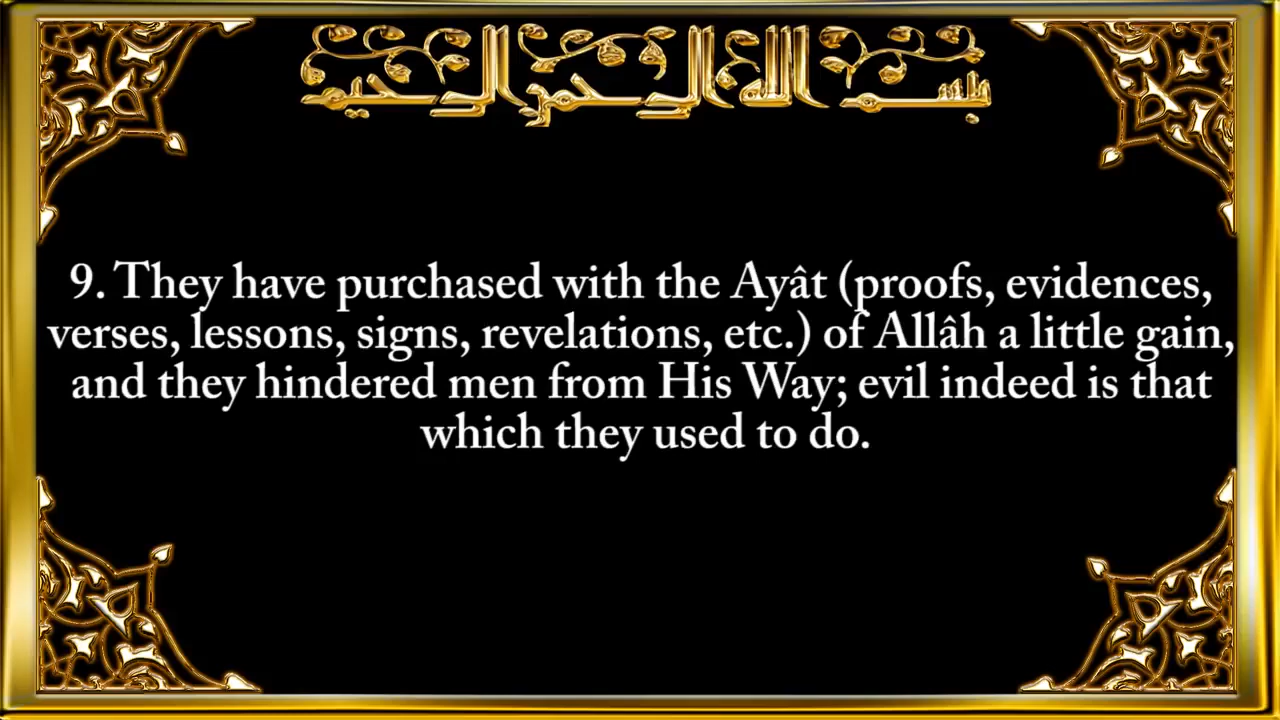 بسم الله الرحمن الرحيم
9. They have purchased with the Ayât (proofs, evidences,
verses, lessons, signs, revelations, etc.) of Allâh a little gain,
and they hindered men from His Way; evil indeed is that
which they used to do.